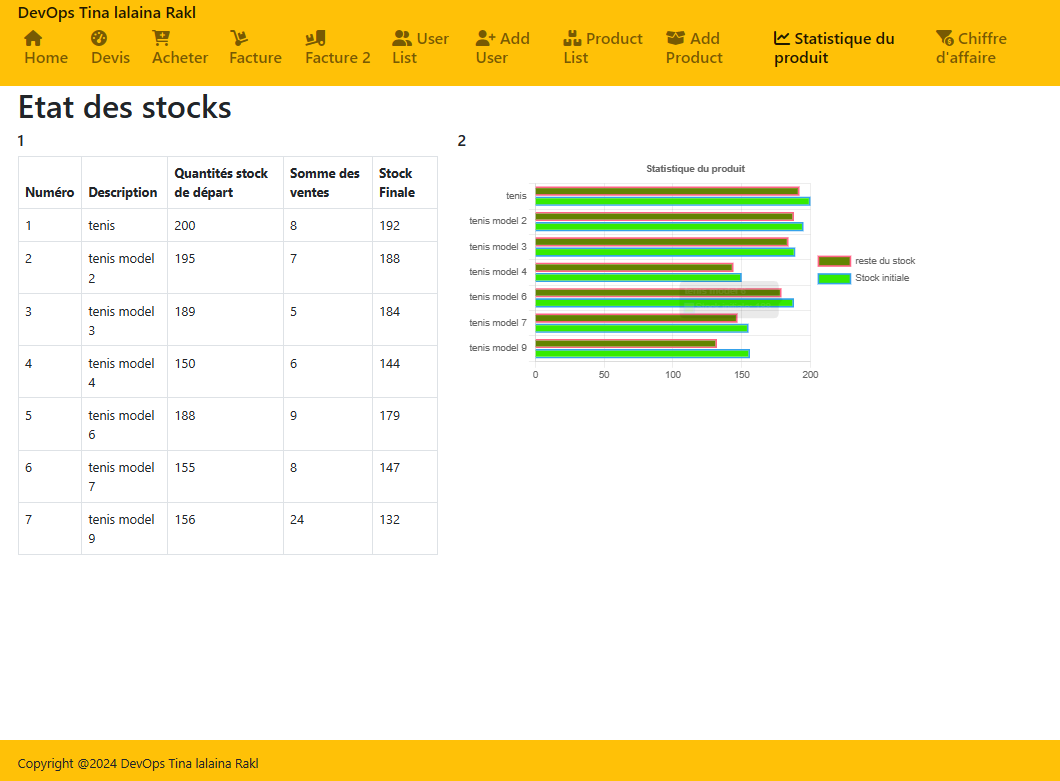 DevOps Tina lalaina Rakl
Home
Devis
Acheter
Facture
Facture 2
User
List
Add
User
Product
List
Add
Product
Statistique du
produit
Chiffre
d'affaire
Etat des stocks
1
Numéro Description Quantités stock de départ Somme des ventes Stock Finale
1 tenis 200 8 192
2 tenis model 2 195 7 188
3 tenis model 3 189 5 184
4 tenis model 4 150 6 144
5 tenis model 6 188 9 179
6 tenis model 7 155 8 147
7 tenis model 9 156 24 132
2
Statistique du produit
tenis
tenis model 2
tenis model 3
tenis model 4
tenis model 6
tenis model 7
tenis model 9
0 50 100 150 200
reste du stock
Stock initiale
Copyright @2024 DevOps Tina lalaina Rakl